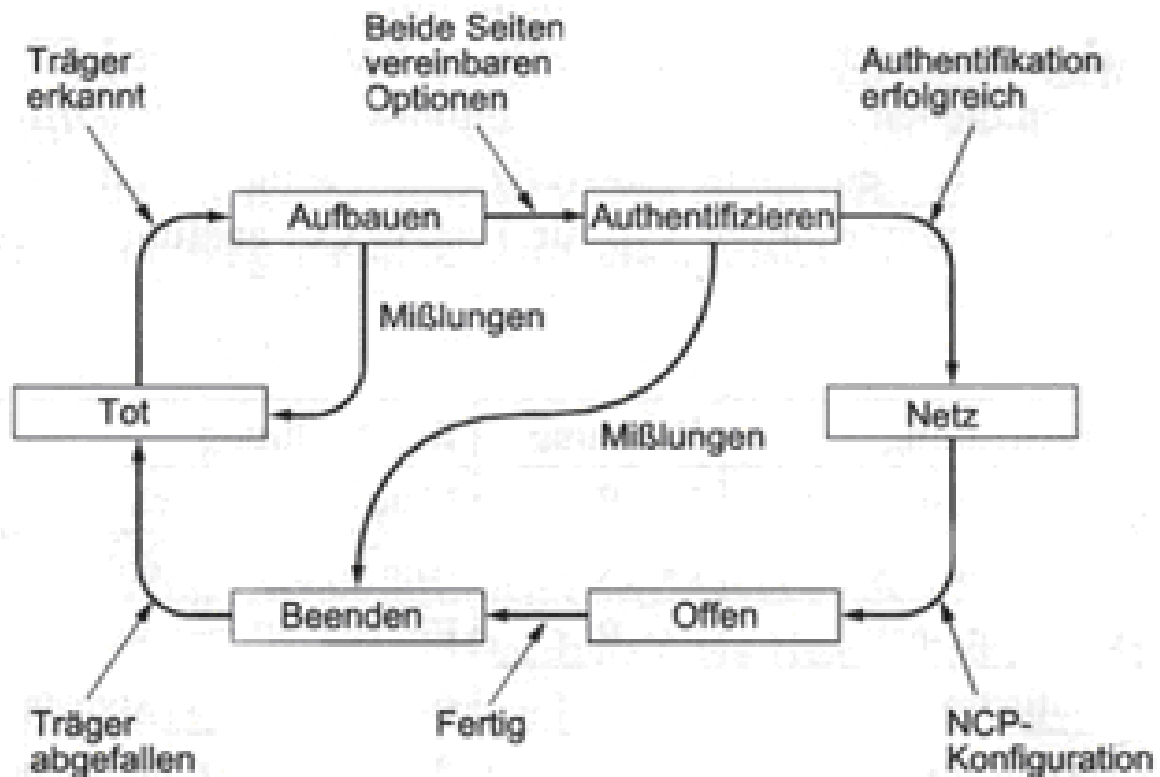 Träger
erkannt
Beide Seiten
vereinbaren
Optionen
Authentifikation
erfolgreich
Aufbauen
Authentifizieren
Mißlungen
Tot
Mißlungen
Netz
Beenden
Offen
Träger
abgefallen
Fertig
NCP-
Konfiguration